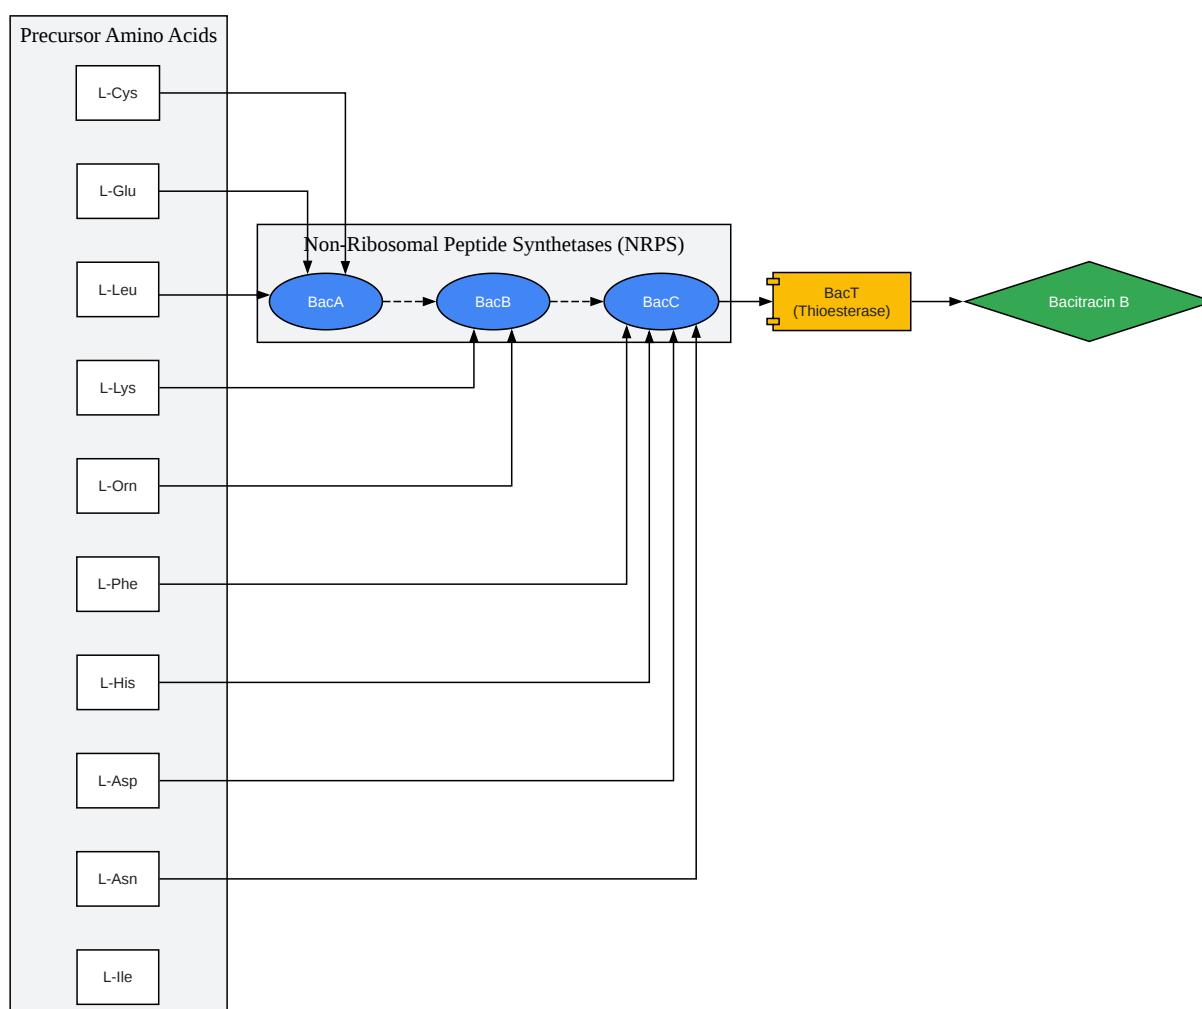 Precursor Amino Acids
L-Cys
L-Glu
L-Leu
L-Lys
L-Orn
L-Phe
L-His
L-Asp
L-Asn
L-Ile
Non-Ribosomal Peptide Synthetases (NRPS)
BacA
BacB
BacC
BacT
(Thioesterase)
Bacitracin B